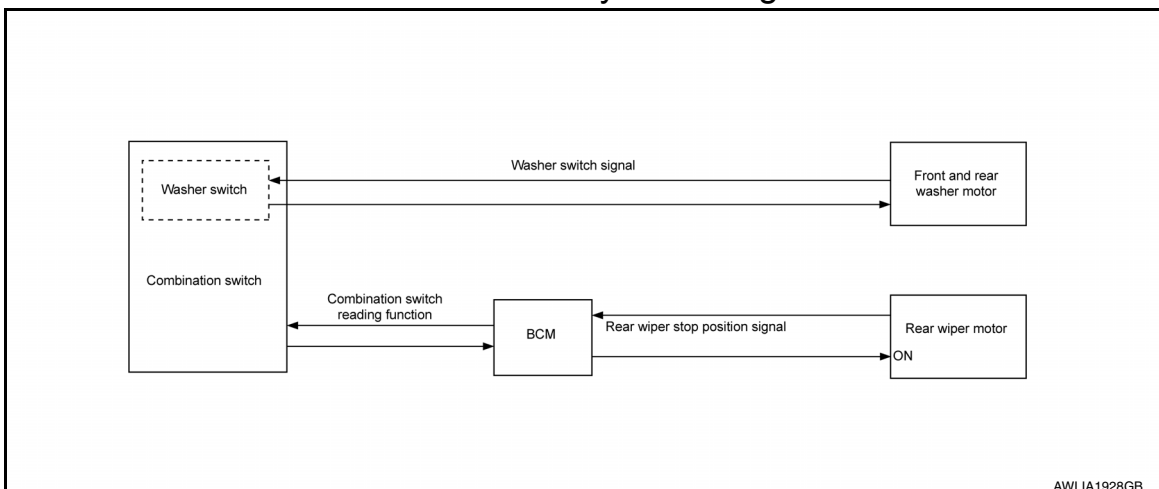 Washer switch signal
Washer switch
Front and rear
washer motor
Combination switch
Combination switch
reading function
BCM
Rear wiper stop position signal
Rear wiper motor
ON
AWLIA1928GB